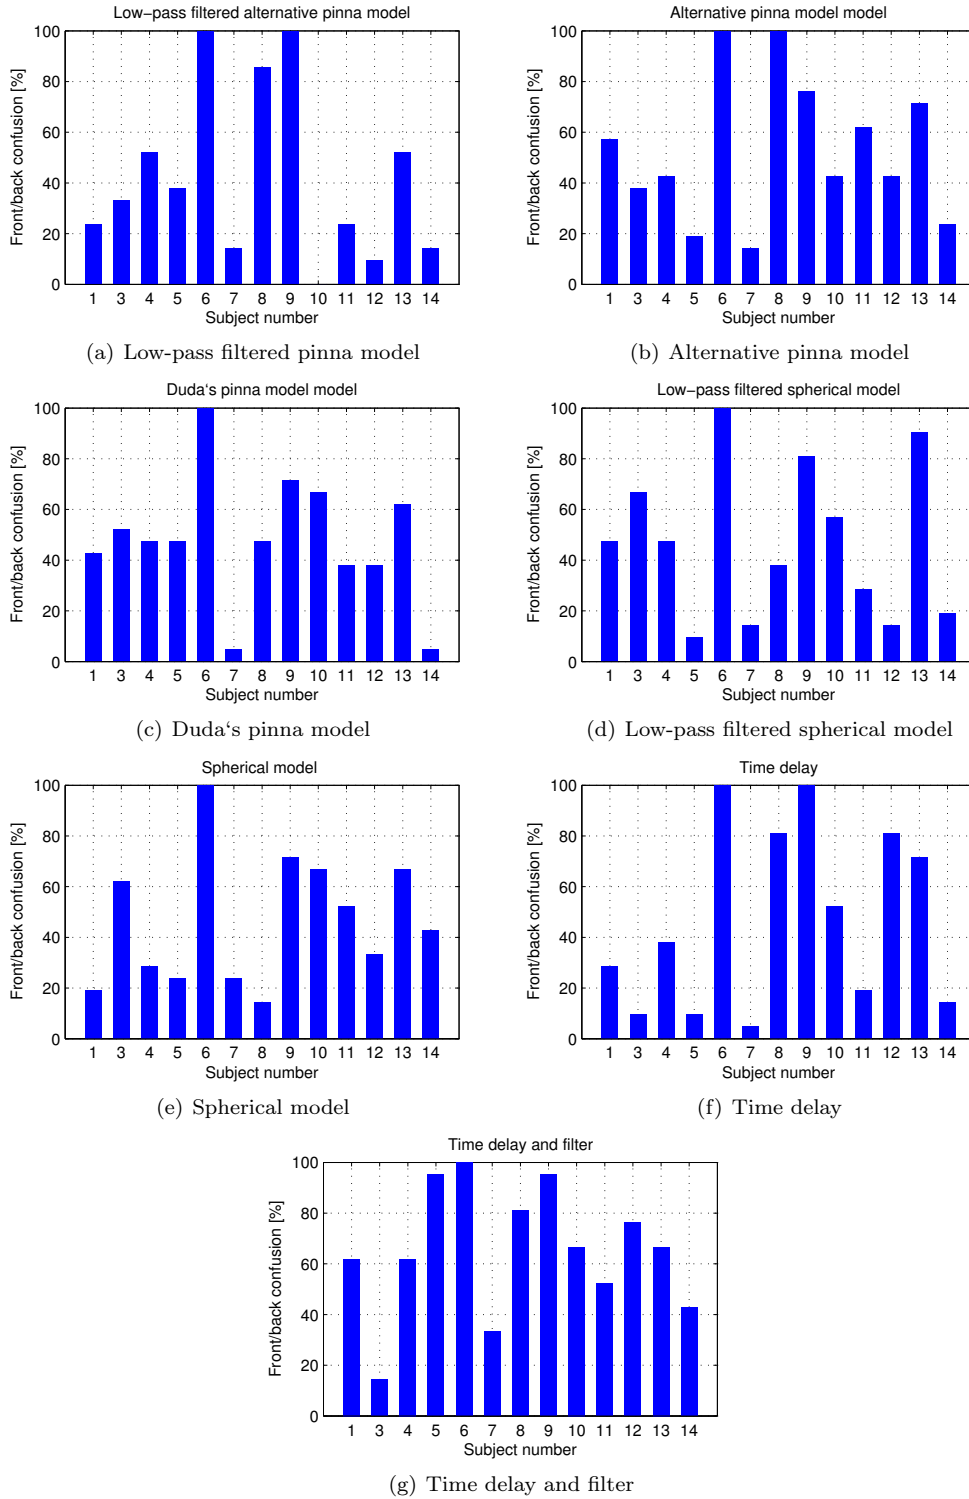 Low-pass filtered alternative pinna model
Front/back confusion [%]
100
80
60
40
20
0
1 3 4 5 6 7 8 9 10 11 12 13 14
Subject number
(a) Low-pass filtered pinna model
Alternative pinna model model
Front/back confusion [%]
100
80
60
40
20
0
1 3 4 5 6 7 8 9 10 11 12 13 14
Subject number
(b) Alternative pinna model
Duda‘s pinna model model
Front/back confusion [%]
100
80
60
40
20
0
1 3 4 5 6 7 8 9 10 11 12 13 14
Subject number
(c) Duda‘s pinna model
Low-pass filtered spherical model
Front/back confusion [%]
100
80
60
40
20
0
1 3 4 5 6 7 8 9 10 11 12 13 14
Subject number
(d) Low-pass filtered spherical model
Spherical model
Front/back confusion [%]
100
80
60
40
20
0
1 3 4 5 6 7 8 9 10 11 12 13 14
Subject number
(e) Spherical model
Time delay
Front/back confusion [%]
100
80
60
40
20
0
1 3 4 5 6 7 8 9 10 11 12 13 14
Subject number
(f) Time delay
Time delay and filter
Front/back confusion [%]
100
80
60
40
20
0
1 3 4 5 6 7 8 9 10 11 12 13 14
Subject number
(g) Time delay and filter